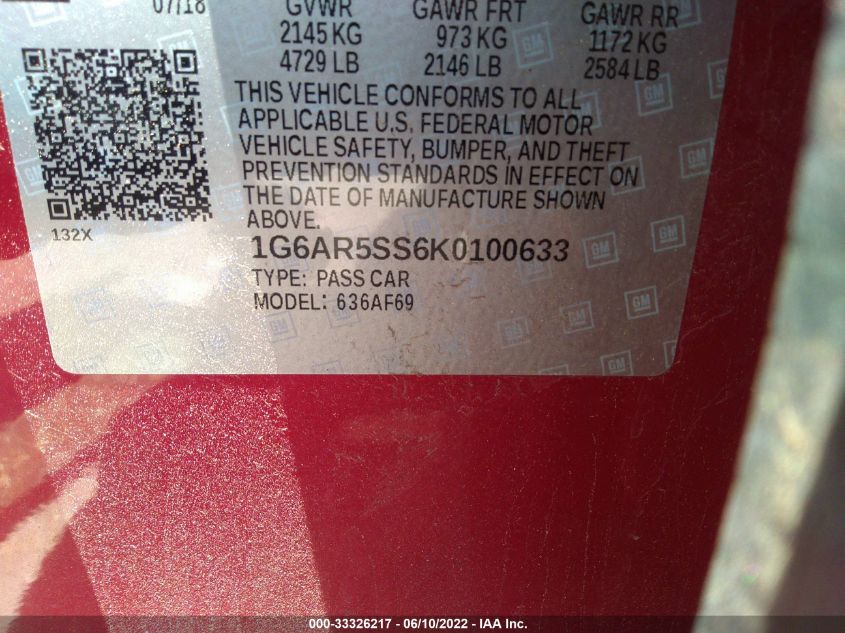 07/18 GVWR GAWR FRT GAWR RR
2145 KG 973 KG 1172 KG
4729 LB 2146 LB 2584 LB
THIS VEHICLE CONFORMS TO ALL
APPLICABLE U.S. FEDERAL MOTOR
VEHICLE SAFETY, BUMPER, AND THEFT
PREVENTION STANDARDS IN EFFECT ON
THE DATE OF MANUFACTURE SHOWN
ABOVE.
132X
1G6AR5SS6K0100633
TYPE: PASS CAR
MODEL: 636AF69
GM
000-33326217 - 06/10/2022 - IAA Inc.